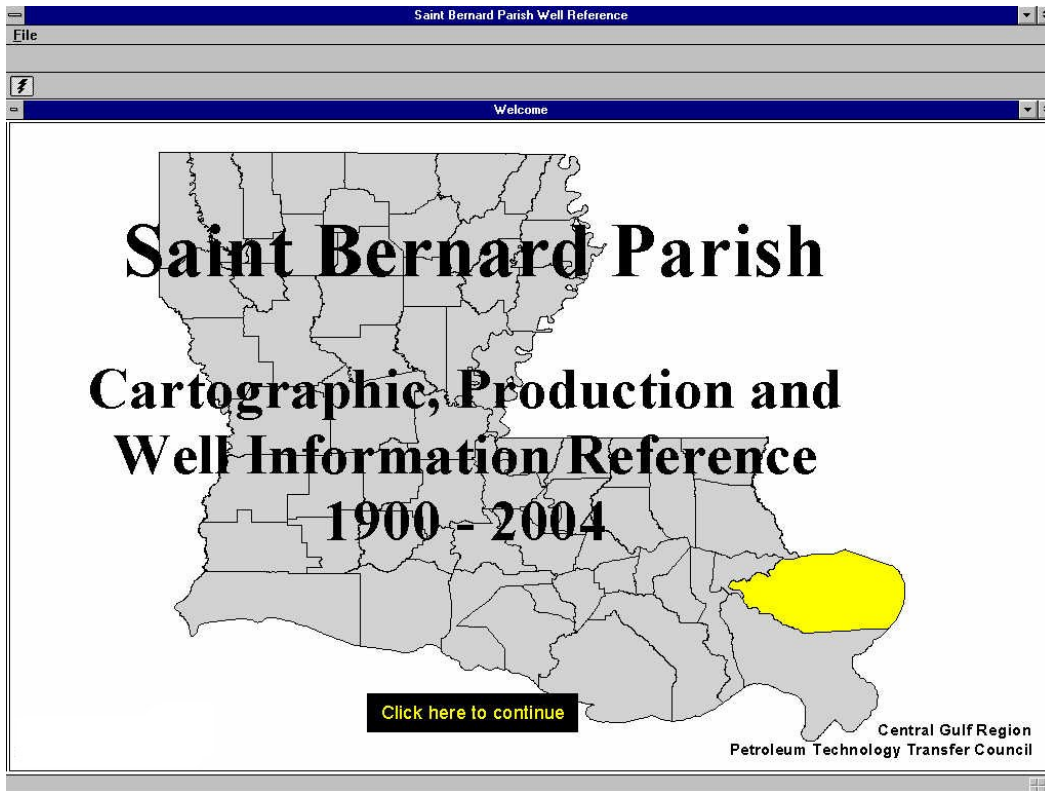 Saint Bernard Parish Well Reference
File
Welcome
Saint Bernard Parish
Cartographic, Production and
Well Information Reference
1900 - 2004
Click here to continue
Central Gulf Region
Petroleum Technology Transfer Council